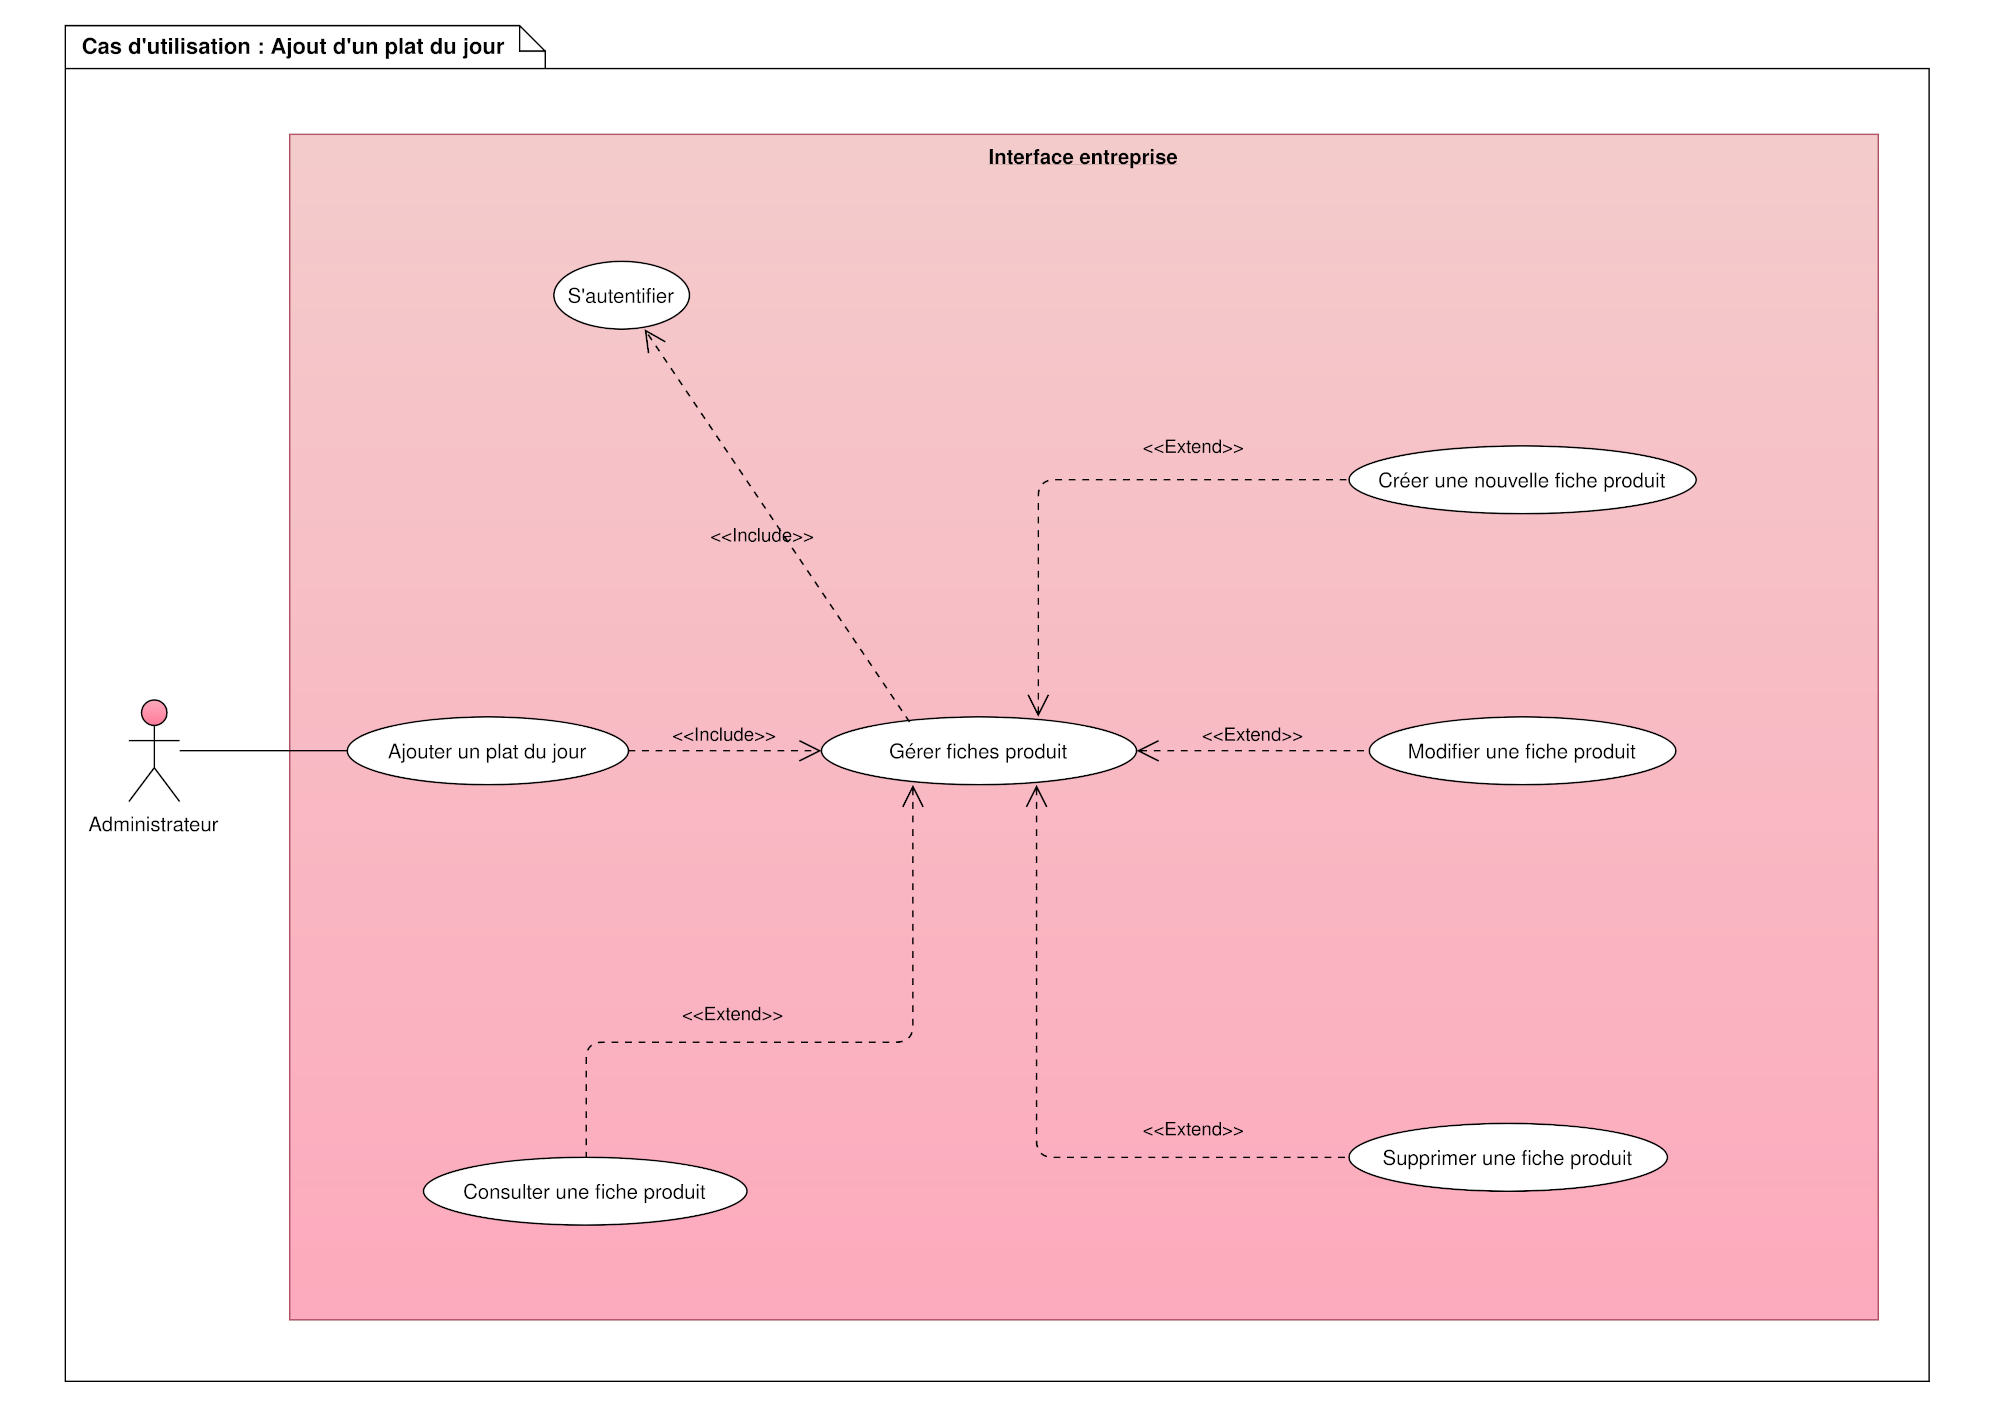 Cas d'utilisation : Ajout d'un plat du jour
Interface entreprise
S'autentifier
<<Extend>>
Créer une nouvelle fiche produit
<<Include>>
Ajouter un plat du jour
<<Include>>
Gérer fiches produit
<<Extend>>
Modifier une fiche produit
Administrateur
<<Extend>>
<<Extend>>
Supprimer une fiche produit
Consulter une fiche produit